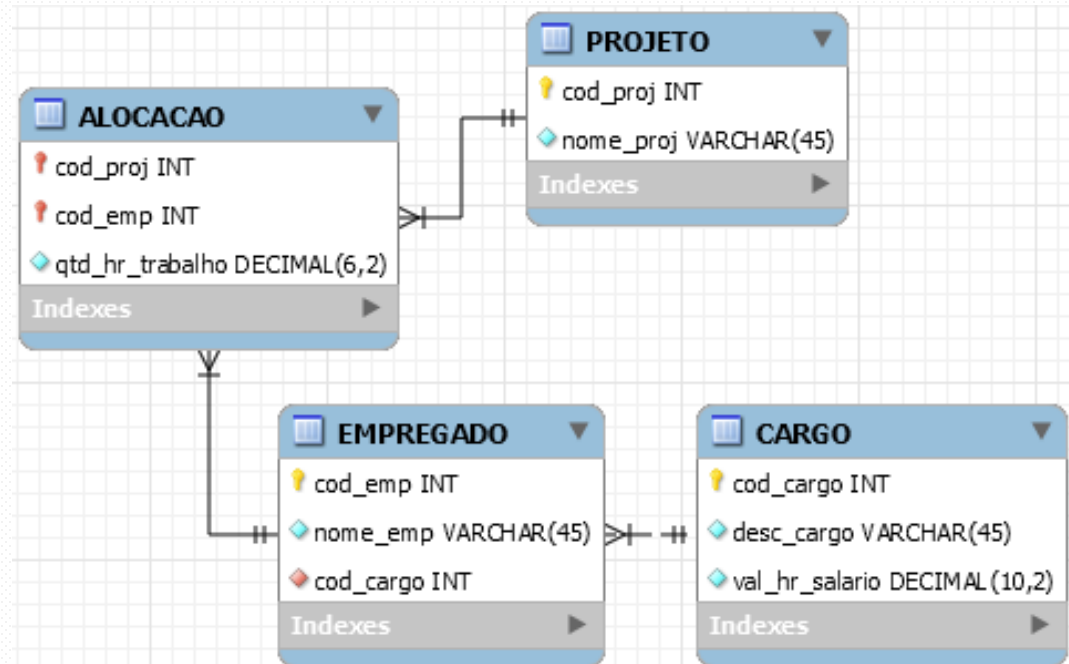 PROJETO
cod_proj INT
nome_proj VARCHAR(45)
Indexes
ALOCACAO
cod_proj INT
cod_emp INT
qtd_hr_trabalho DECIMAL(6,2)
Indexes
EMPREGADO
cod_emp INT
nome_emp VARCHAR(45)
cod_cargo INT
Indexes
CARGO
cod_cargo INT
desc_cargo VARCHAR(45)
val_hr_salario DECIMAL(10,2)
Indexes